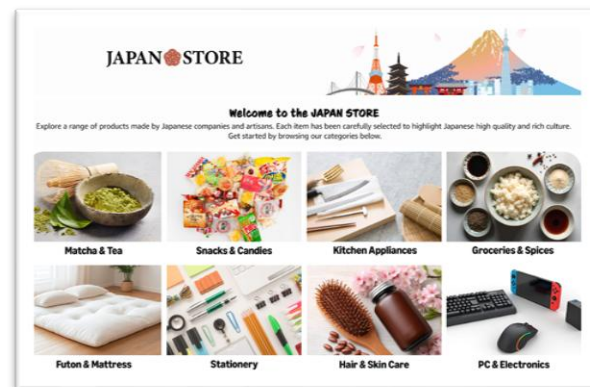 JAPAN STORE
Welcome to the JAPAN STORE
Explore a range of products made by Japanese companies and artisans. Each item has been carefully selected to highlight Japanese high quality and rich culture.
Get started by browsing our categories below.
Matcha & Tea
Snacks & Candies
Kitchen Appliances
Groceries & Spices
Futon & Mattress
Stationery
Hair & Skin Care
PC & Electronics